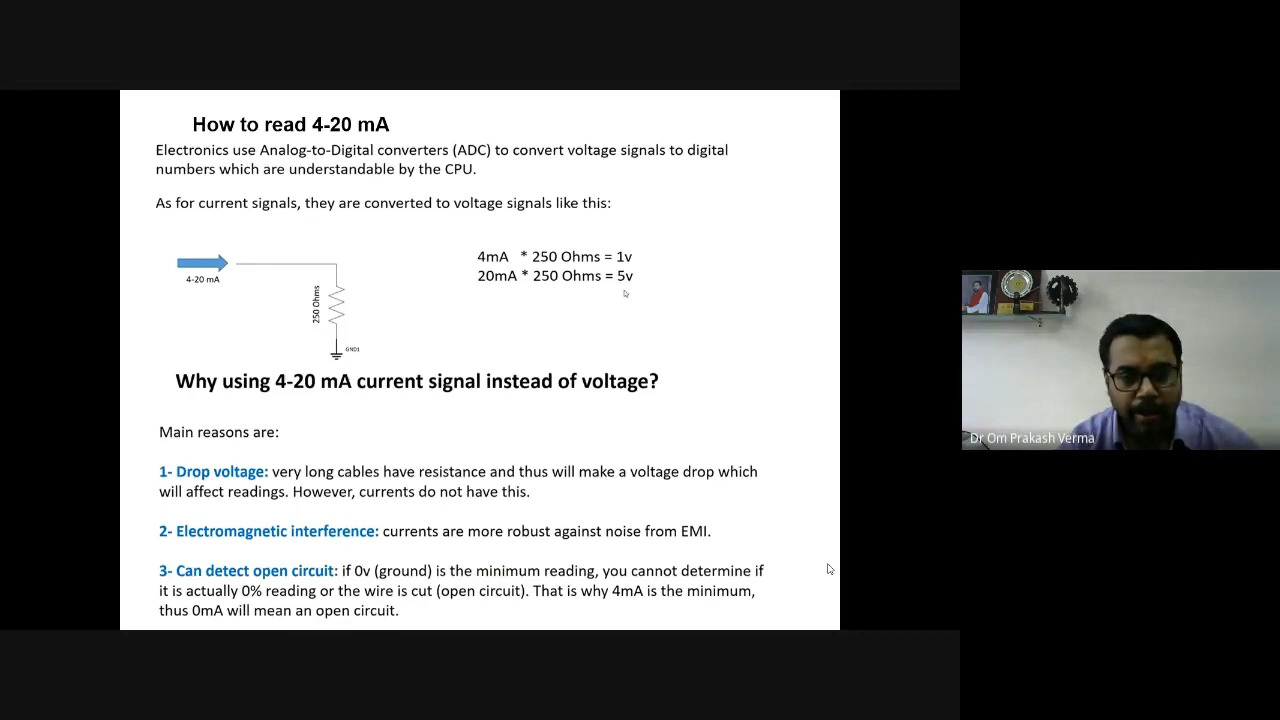 How to read 4-20 mA
Electronics use Analog-to-Digital converters (ADC) to convert voltage signals to digital
numbers which are understandable by the CPU.
As for current signals, they are converted to voltage signals like this:
4mA * 250 Ohms = 1v
20mA * 250 Ohms = 5v
4-20 mA
250 Ohms
GND1
Why using 4-20 mA current signal instead of voltage?
Main reasons are:
1- Drop voltage: very long cables have resistance and thus will make a voltage drop which
will affect readings. However, currents do not have this.
2- Electromagnetic interference: currents are more robust against noise from EMI.
3- Can detect open circuit: if 0v (ground) is the minimum reading, you cannot determine if
it is actually 0% reading or the wire is cut (open circuit). That is why 4mA is the minimum,
thus 0mA will mean an open circuit.
Dr Om Prakash Verma